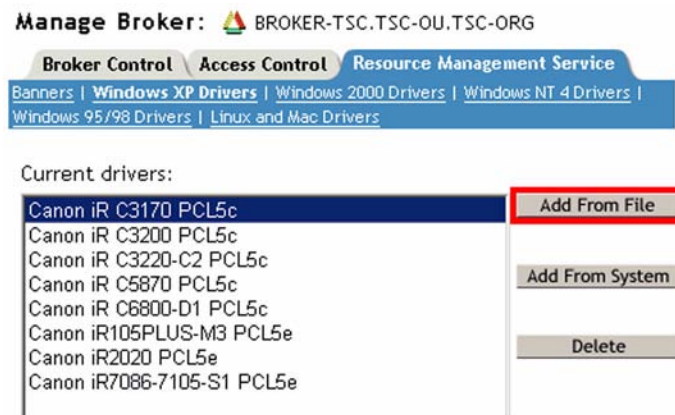 Manage Broker: BROKER-TSC.TSC-OU.TSC-ORG
Broker Control Access Control Resource Management Service
Banners | Windows XP Drivers | Windows 2000 Drivers | Windows NT 4 Drivers |
Windows 95/98 Drivers | Linux and Mac Drivers
Current drivers:
Canon iR C3170 PCL5c
Canon iR C3200 PCL5c
Canon iR C3220-C2 PCL5c
Canon iR C5870 PCL5c
Canon iR C6800-D1 PCL5c
Canon iR105PLUS-M3 PCL5e
Canon iR2020 PCL5e
Canon iR7086-7105-S1 PCL5e
Add From File
Add From System
Delete